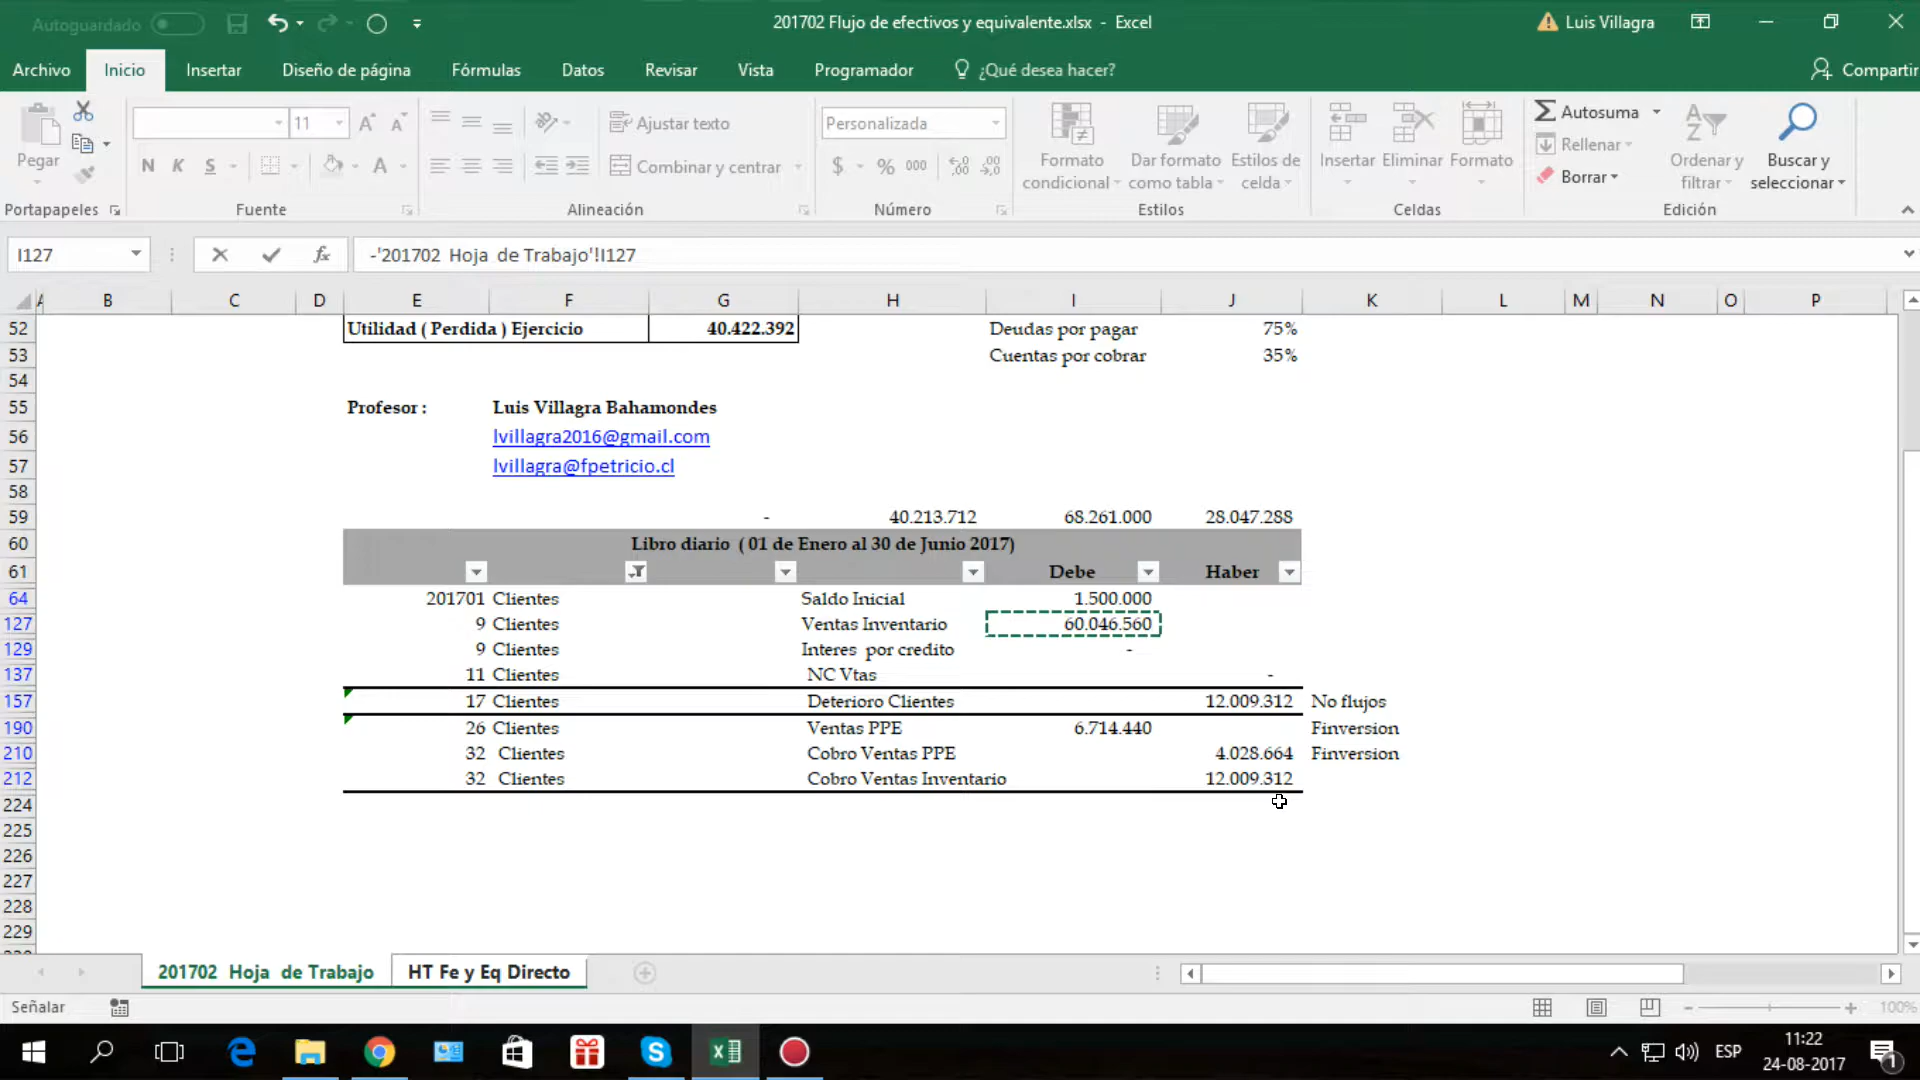 Autoguardado
201702 Flujo de efectivos y equivalente.xlsx - Excel
Luis Villagra
Archivo Inicio Insertar Diseño de página Fórmulas Datos Revisar Vista Programador ¿Qué desea hacer? Compartir
Pegar
11
Ajustar texto
Personalizada
N K S
A
Combinar y centrar
$ % 000
Formato condicional
Dar formato como tabla
Estilos de celda
Insertar Eliminar Formato
Autosuma
Rellenar
Borrar
Ordenar y filtrar
Buscar y seleccionar
Portapapeles Fuente Alineación Número Estilos Celdas Edición
I127 fx -'201702 Hoja de Trabajo'!I127
A B C D E F G H I J K L M N O P
52 Utilidad ( Perdida ) Ejercicio 40.422.392 Deudas por pagar 75%
53 Cuentas por cobrar 35%
54
55 Profesor : Luis Villagra Bahamondes
56 lvillagra2016@gmail.com
57 lvillagra@fpetricio.cl
58
59 - 40.213.712 68.261.000 28.047.288
60 Libro diario ( 01 de Enero al 30 de Junio 2017)
61 Debe Haber
64 201701 Clientes Saldo Inicial 1.500.000
127 9 Clientes Ventas Inventario 60.046.560
129 9 Clientes Interes por credito -
137 11 Clientes NC Vtas -
157 17 Clientes Deterioro Clientes 12.009.312 No flujos
190 26 Clientes Ventas PPE 6.714.440 Finversion
210 32 Clientes Cobro Ventas PPE 4.028.664 Finversion
212 32 Clientes Cobro Ventas Inventario 12.009.312
224
225
226
227
228
229
201702 Hoja de Trabajo HT Fe y Eq Directo
Señalar 100%
ESP
11:22
24-08-2017
1